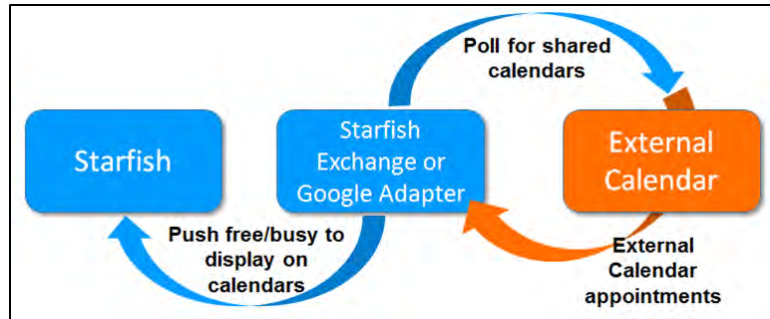 Poll for shared
calendars
Starfish
Starfish
Exchange or
Google Adapter
External
Calendar
Push free/busy to
display on
calendars
External
Calendar
appointments